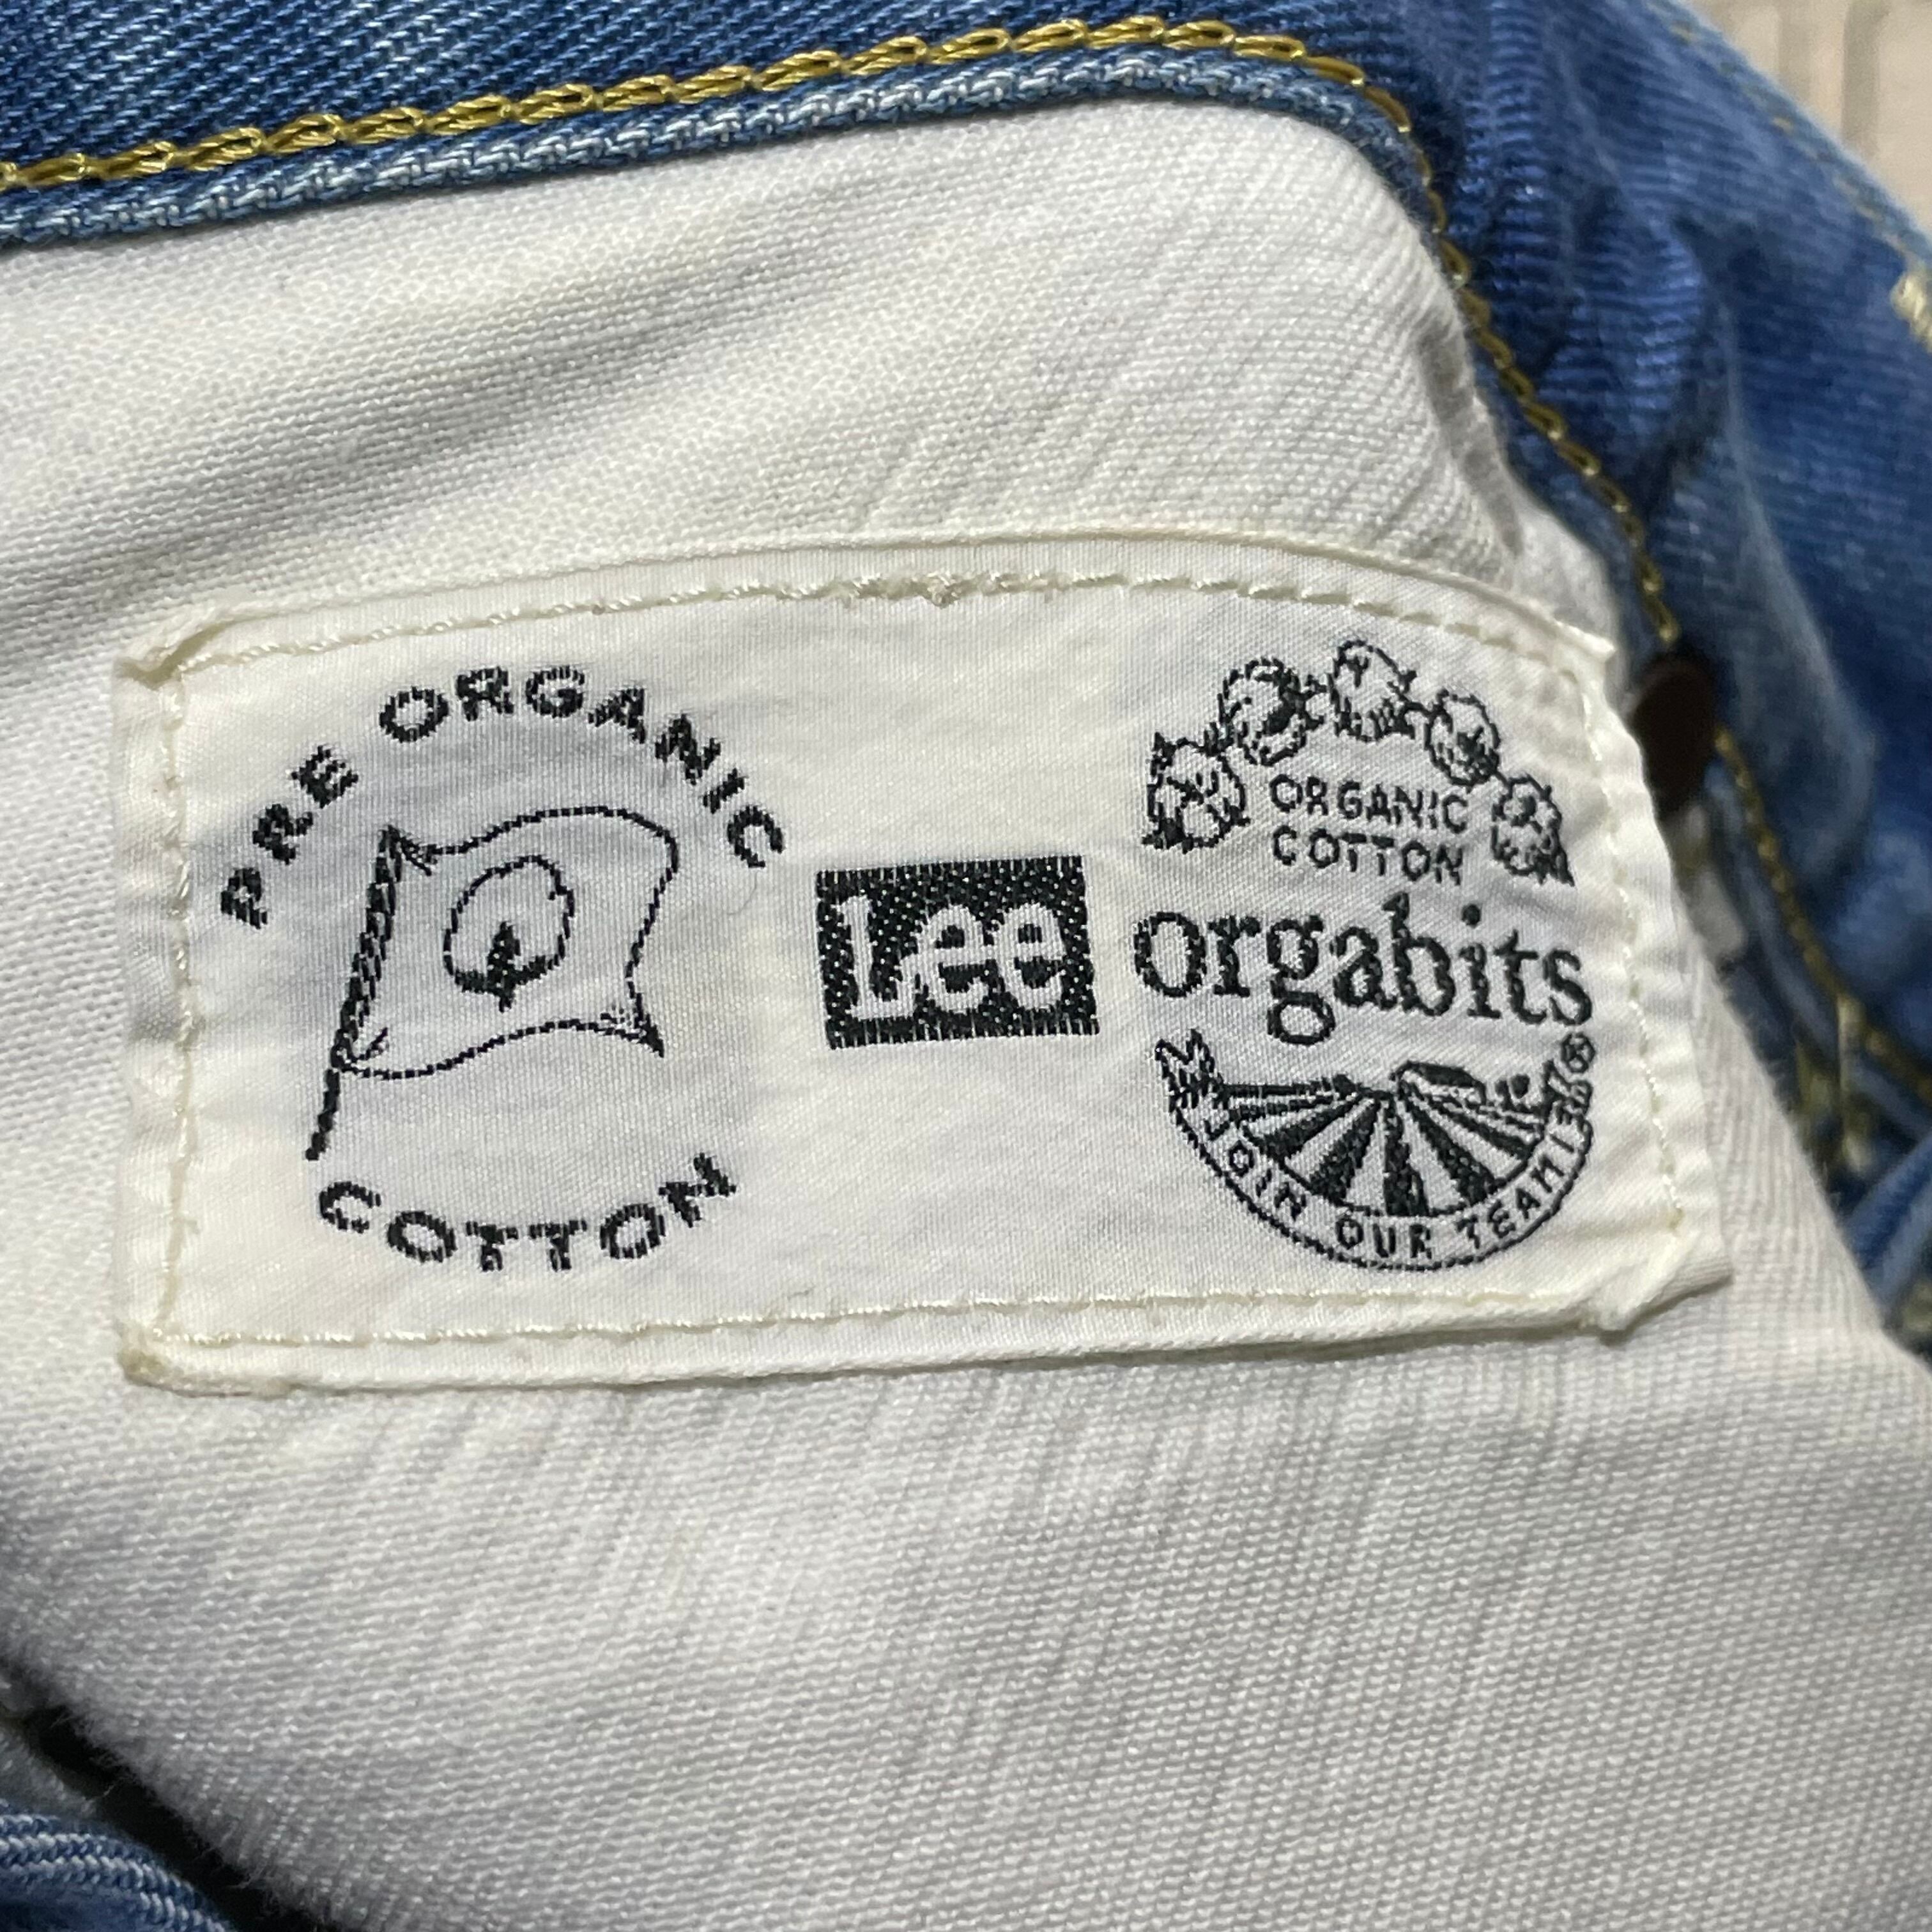 PRE ORGANIC
COTTON
Lee
ORGANIC
COTTON
orgabits
®
JOIN OUR TEAM!